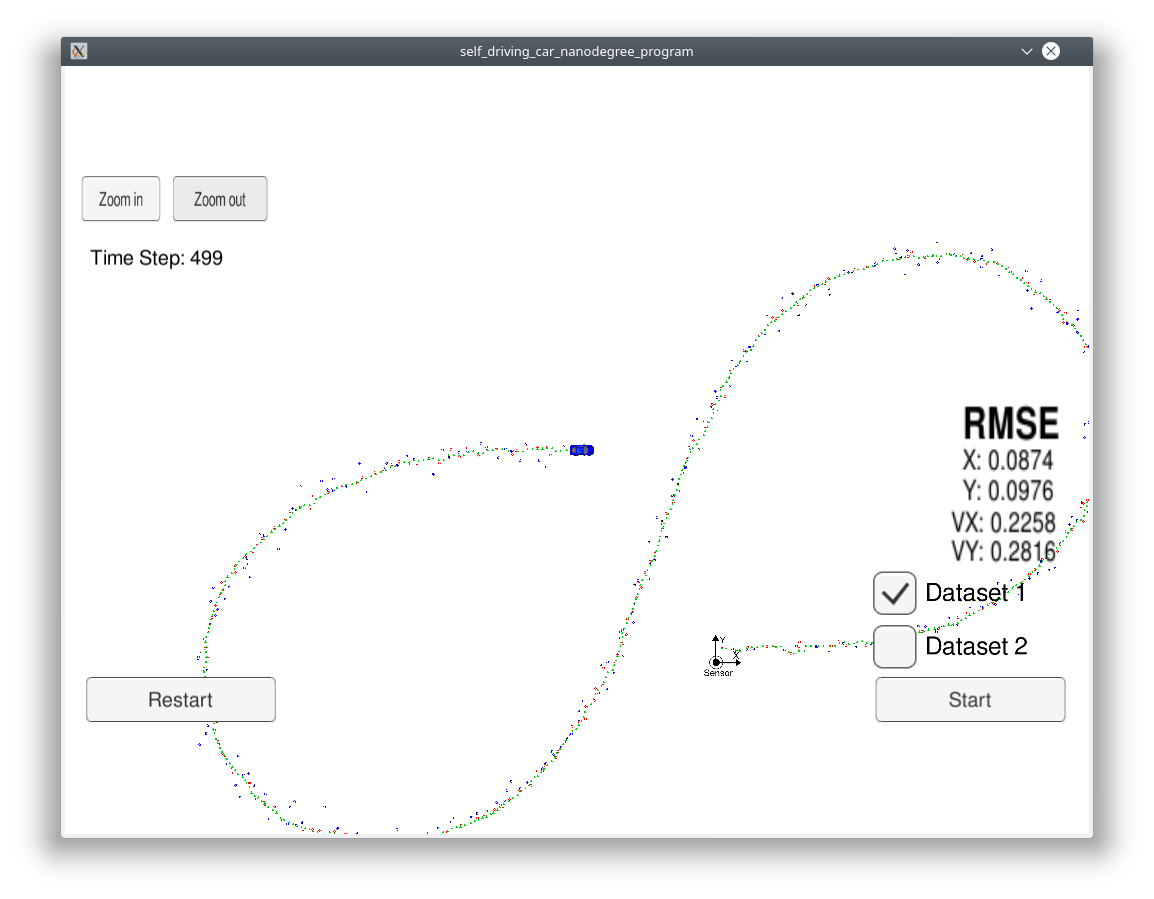 self_driving_car_nanodegree_program
Zoom in
Zoom out
Time Step: 499
RMSE
X: 0.0874
Y: 0.0976
VX: 0.2258
VY: 0.2816
Dataset 1
Y
X
Sensor
Dataset 2
Restart
Start